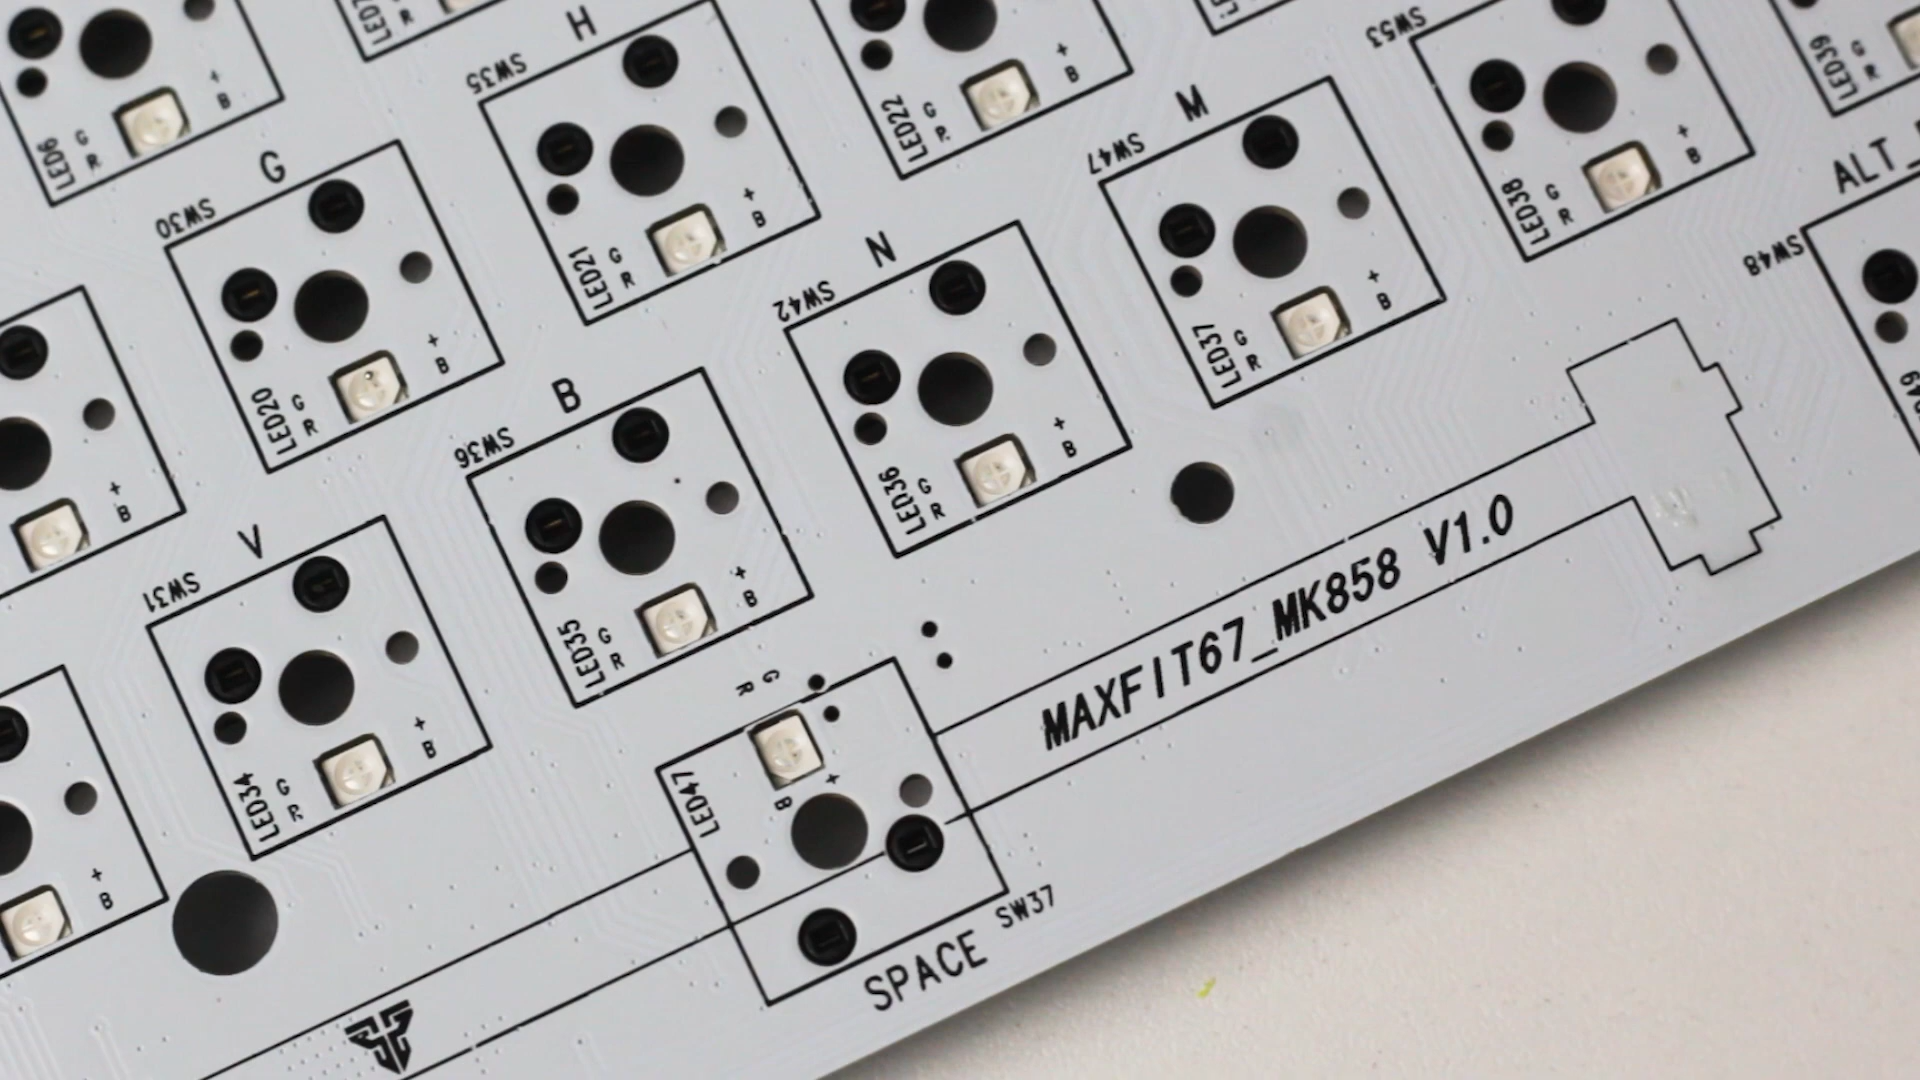 H
SW35
SW53
LED6
G
R
+
B
LED22
G
R
+
B
LED39
G
R
G
SW30
M
SW47
LED21
G
R
+
B
LED38
G
R
+
B
ALT_
SW48
N
SW42
LED20
G
R
+
B
LED37
G
R
+
B
B
SW36
+
B
LED36
G
R
+
B
V
SW31
LED35
G
R
+
B
MAXFIT67_MK858 V1.0
LED34
G
R
+
B
G
R
LED47
+
B
+
B
SW37
SPACE